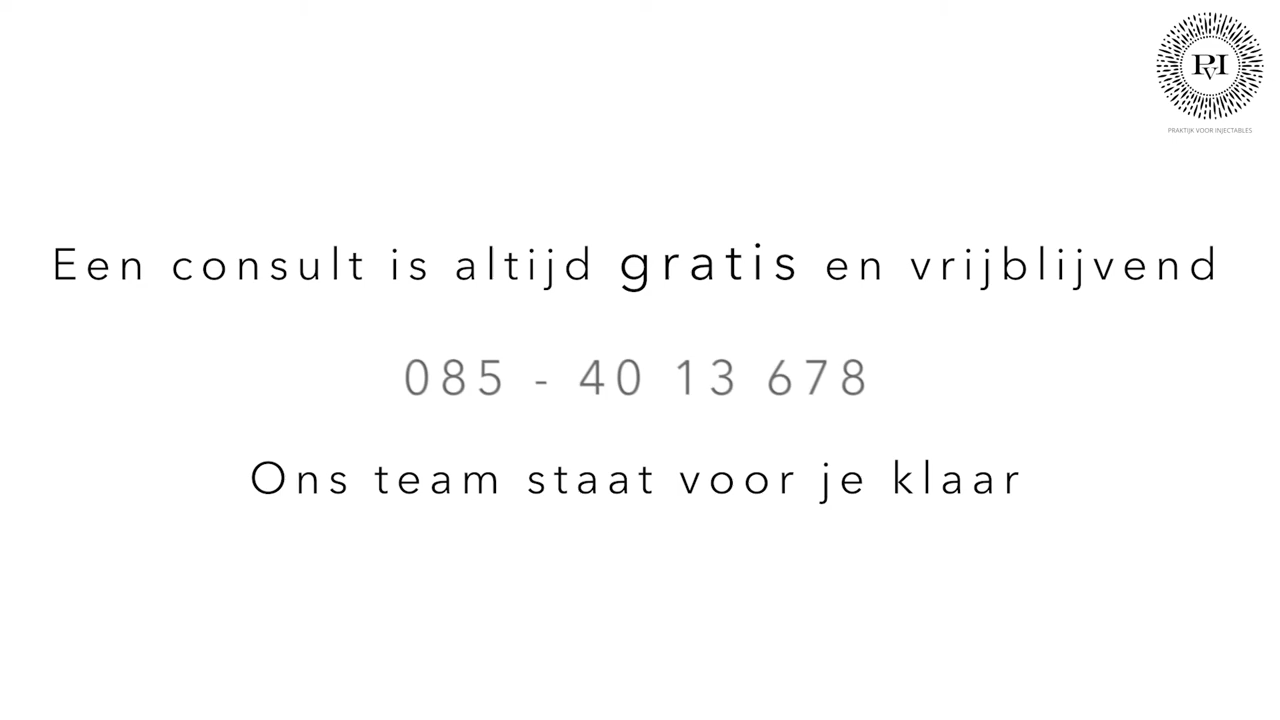 PvI
PRAKTIJK VOOR INJECTABLES
Een consult is altijd gratis en vrijblijvend
085 - 40 13 678
Ons team staat voor je klaar